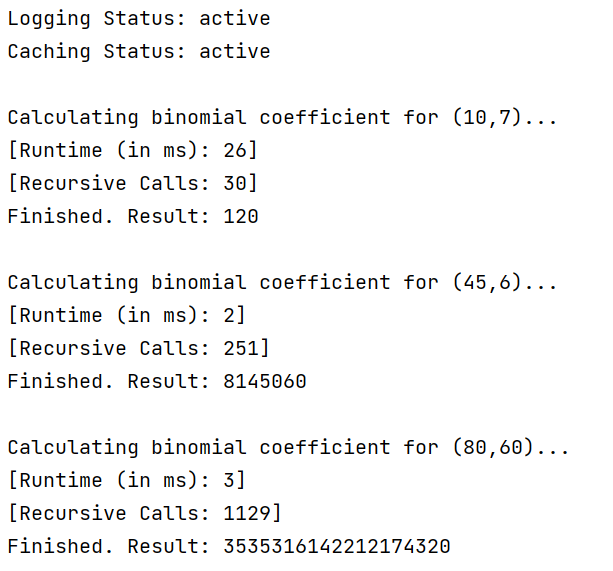 Logging Status: active
Caching Status: active
Calculating binomial coefficient for (10,7)...
[Runtime (in ms): 26]
[Recursive Calls: 30]
Finished. Result: 120
Calculating binomial coefficient for (45,6)...
[Runtime (in ms): 2]
[Recursive Calls: 251]
Finished. Result: 8145060
Calculating binomial coefficient for (80,60)...
[Runtime (in ms): 3]
[Recursive Calls: 1129]
Finished. Result: 3535316142212174320